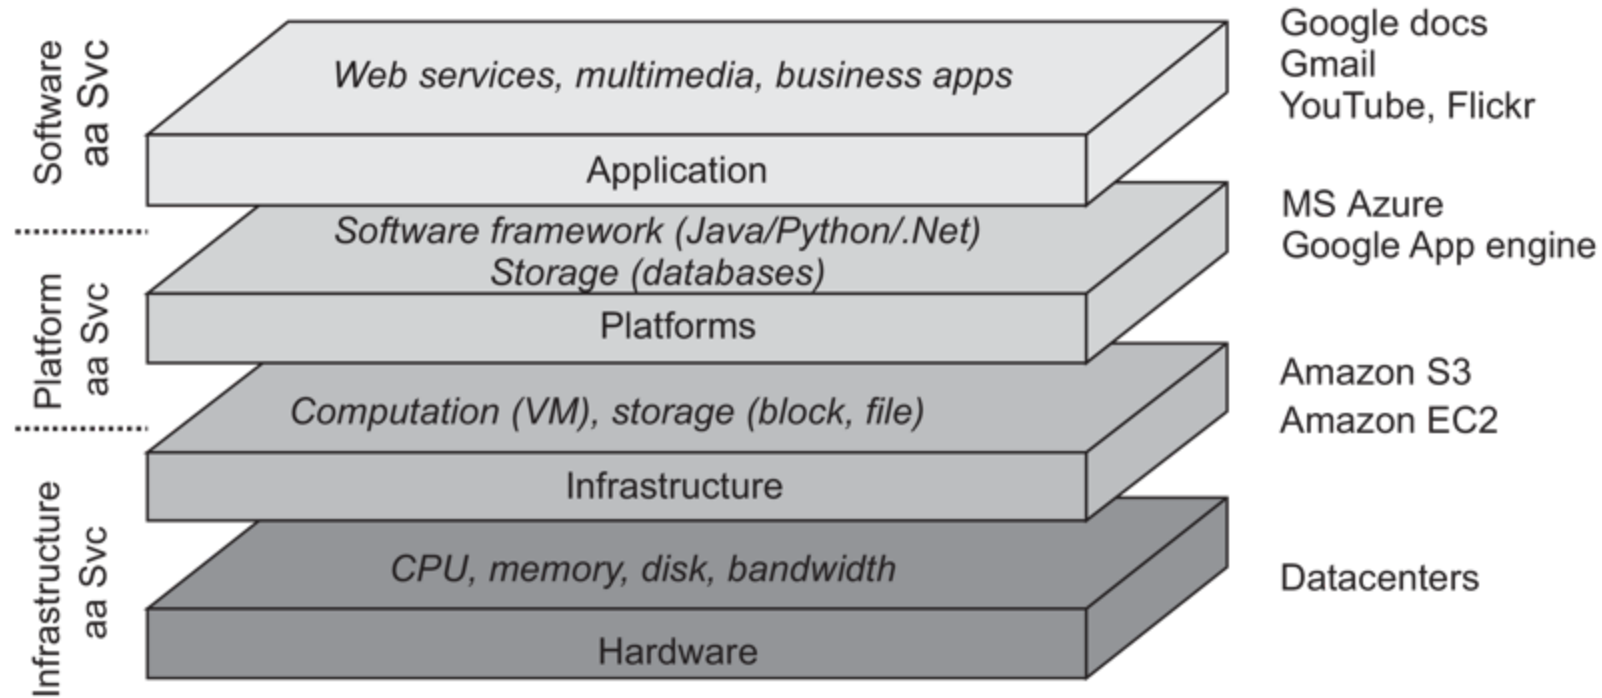 Software
aa Svc
Web services, multimedia, business apps
Application
Google docs
Gmail
YouTube, Flickr
Platform
aa Svc
Software framework (Java/Python/.Net)
Storage (databases)
Platforms
MS Azure
Google App engine
Infrastructure
aa Svc
Computation (VM), storage (block, file)
Infrastructure
Amazon S3
Amazon EC2
CPU, memory, disk, bandwidth
Hardware
Datacenters